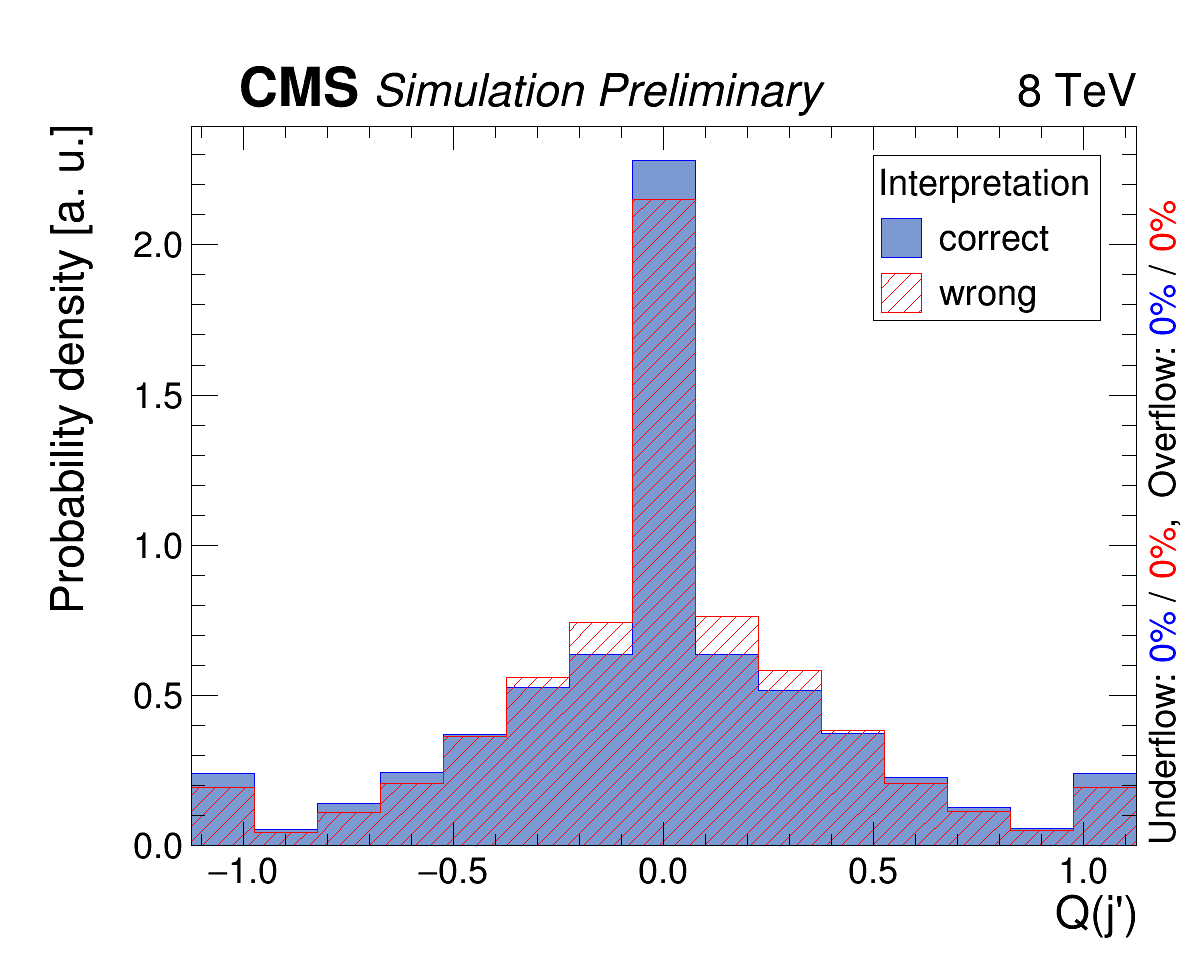 CMS Simulation Preliminary 8 TeV
Probability density [a. u.]
2.0
1.5
1.0
0.5
0.0
Interpretation
correct
wrong
−1.0 −0.5 0.0 0.5 1.0
Q(j')
Underflow: 0% / 0%, Overflow: 0% / 0%